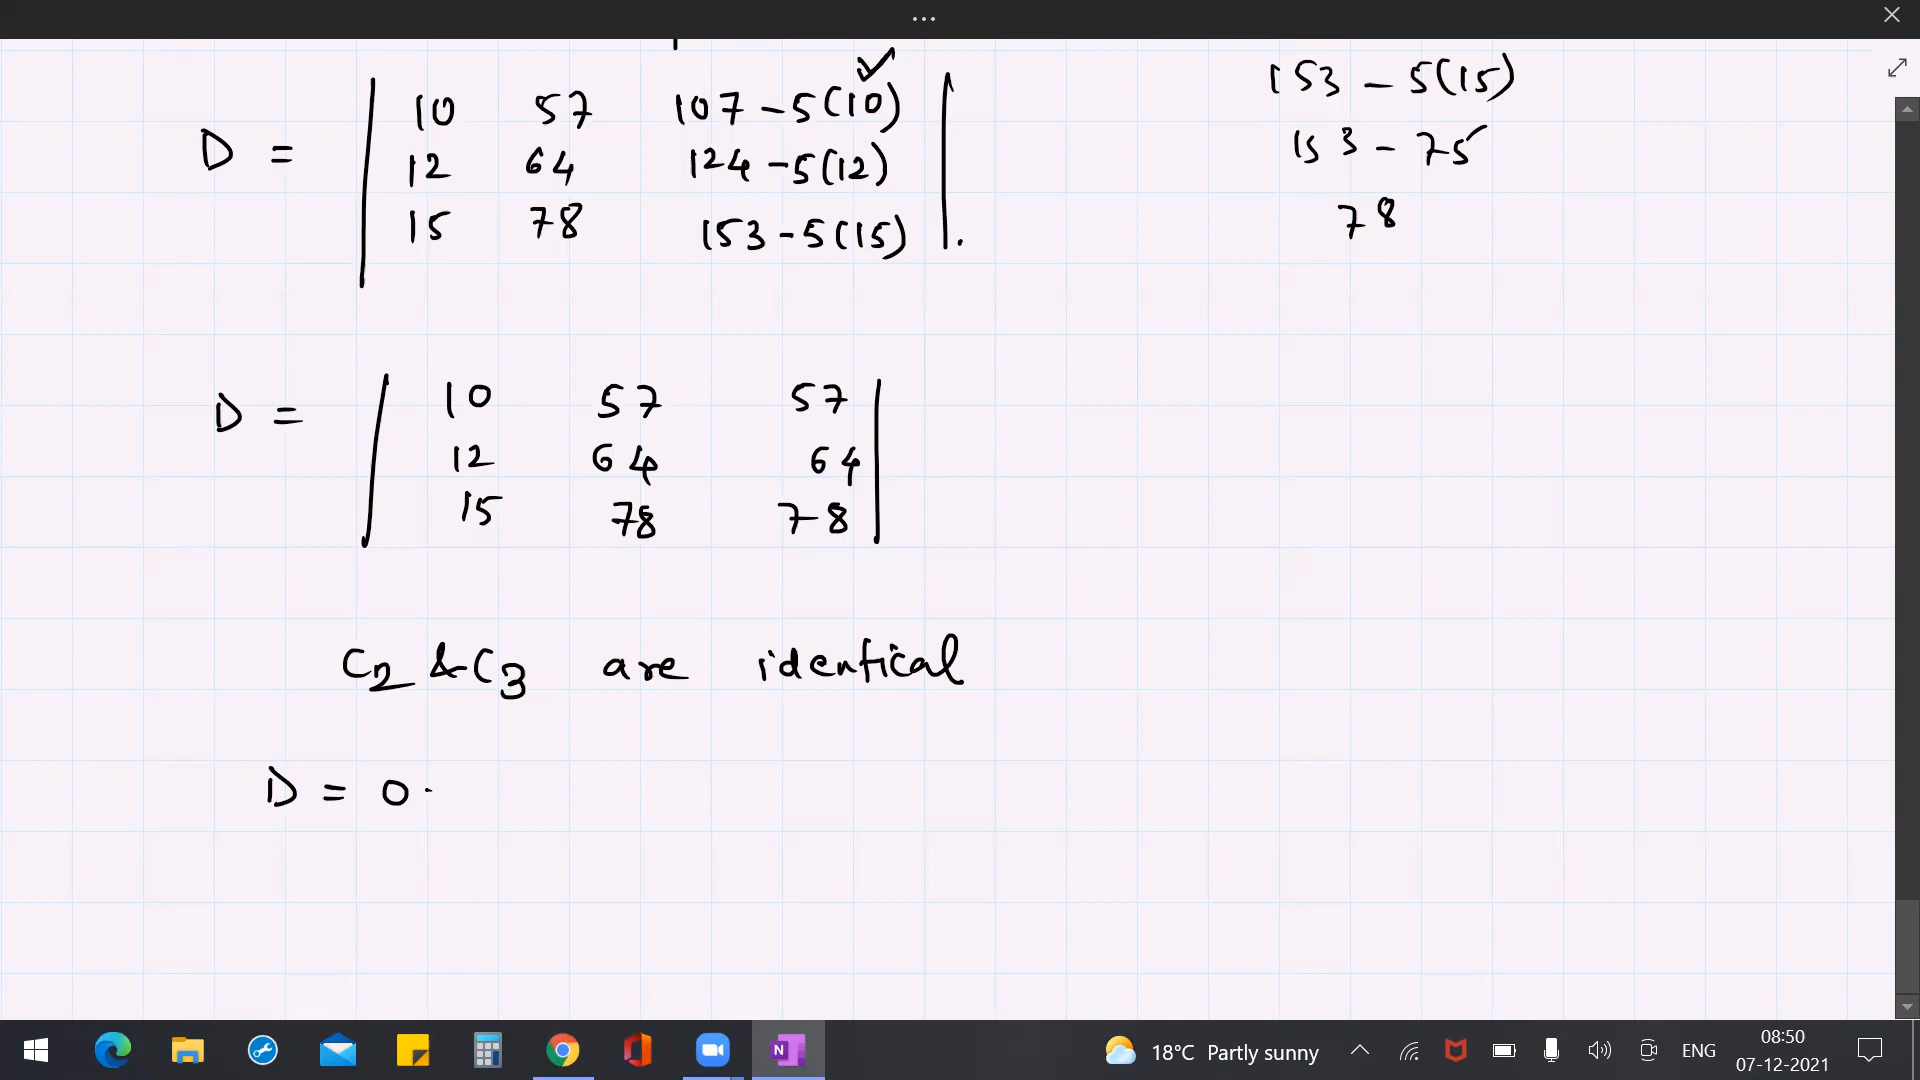 D = | 10 57 107 - 5(10) |
12 64 124 - 5(12)
15 78 153 - 5(15) .
153 - 5(15)
153 - 75
78
D = | 10 57 57 |
12 64 64
15 78 78
C2 & C3 are identical
D = 0.
18°C Partly sunny
ENG
08:50
07-12-2021